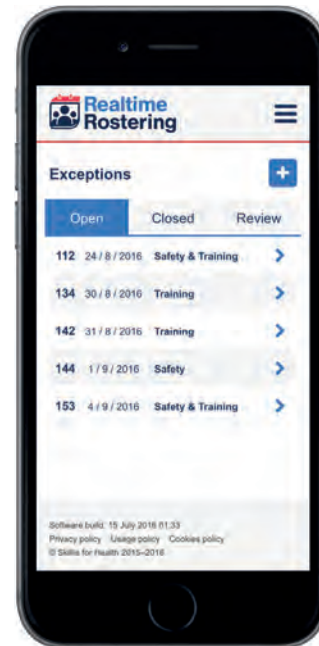 Realtime
Rostering
Exceptions
+
Open Closed Review
112 24/8/2016 Safety & Training
134 30/8/2016 Training
142 31/8/2016 Training
144 1/9/2016 Safety
153 4/9/2016 Safety & Training
Software build: 15 July 2016 01:33
Privacy policy Usage policy Cookies policy
© Skills for Health 2015–2016